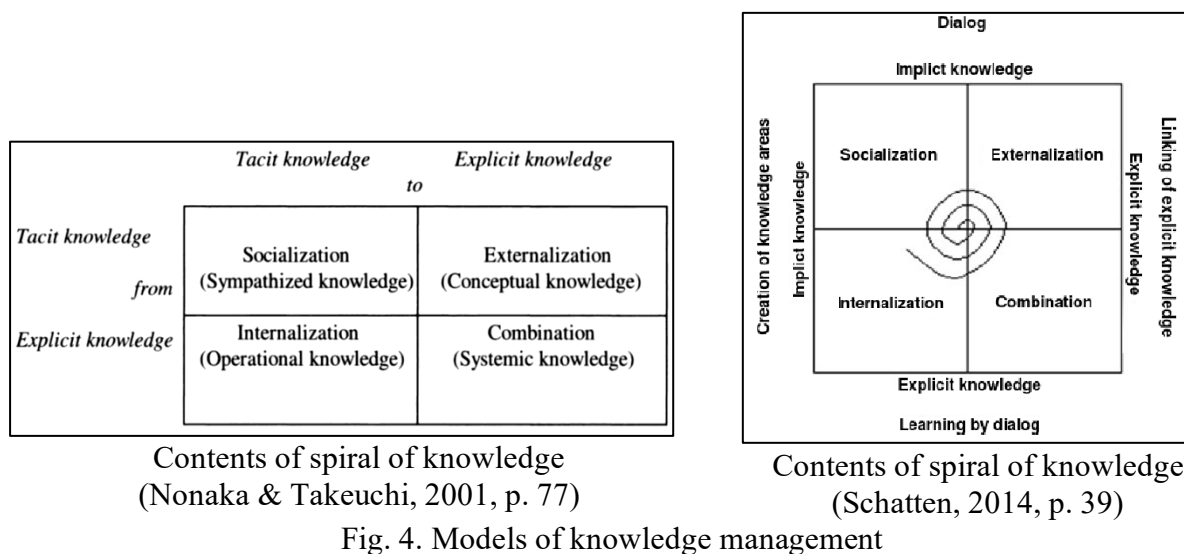 Tacit knowledge Explicit knowledge
to
Tacit knowledge
from
Explicit knowledge
Socialization
(Sympathized knowledge)
Externalization
(Conceptual knowledge)
Internalization
(Operational knowledge)
Combination
(Systemic knowledge)
Contents of spiral of knowledge
(Nonaka & Takeuchi, 2001, p. 77)
Dialog
Implict knowledge
Creation of knowledge areas
Implict knowledge
Socialization
Externalization
Internalization
Combination
Explicit knowledge
Linking of explicit knowledge
Explicit knowledge
Learning by dialog
Contents of spiral of knowledge
(Schatten, 2014, p. 39)
Fig. 4. Models of knowledge management